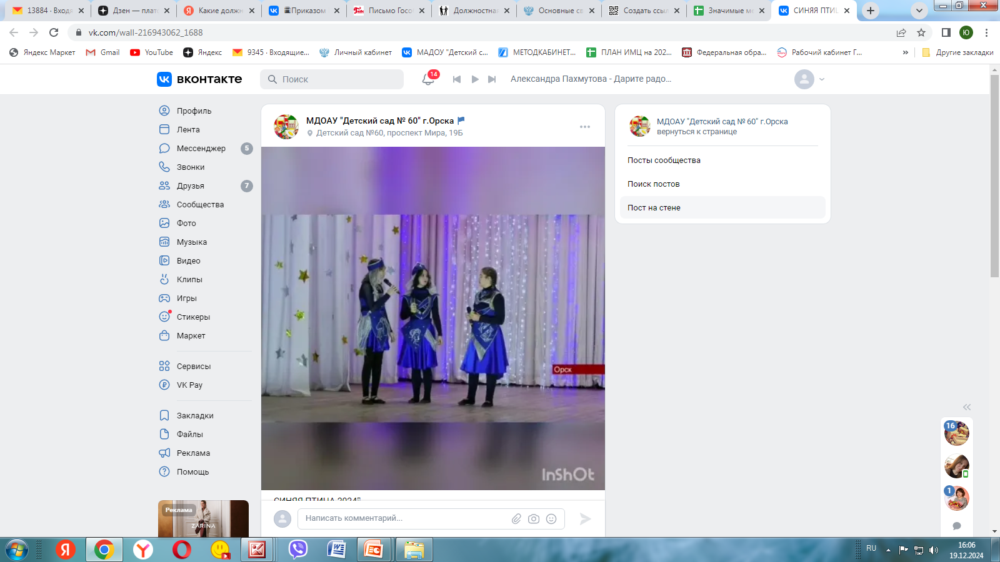 13884 · Входя
Дзен — плат
Какие долж
Приказом
Письмо Госо
Должностная
Основные св
Создать ссыл
Значимые ме
СИНЯЯ ПТИЦ
vk.com/wall-216943062_1688
Ю
Яндекс Маркет
Gmail
YouTube
Яндекс
9345 · Входящие...
Личный кабинет
МАДОУ "Детский с...
МЕТОДКАБИНЕТ...
ПЛАН ИМЦ на 202...
Федеральная обра...
Рабочий кабинет Г...
»
Другие закладки
вконтакте
Поиск
14
Александра Пахмутова - Дарите радо...
Профиль
Лента
Мессенджер 5
Звонки
Друзья 7
Сообщества
Фото
Музыка
Видео
Клипы
Игры
Стикеры
Маркет
Сервисы
VK Pay
Закладки
Файлы
Реклама
Помощь
Реклама
ZARINA
МДОАУ "Детский сад № 60" г.Орска
Детский сад №60, проспект Мира, 19Б
Орск
InShOt
СИНЯЯ ПТИЦА 2024
Написать комментарий...
МДОАУ "Детский сад № 60" г.Орска
вернуться к странице
Посты сообщества
Поиск постов
Пост на стене
16
1
RU
16:06
19.12.2024